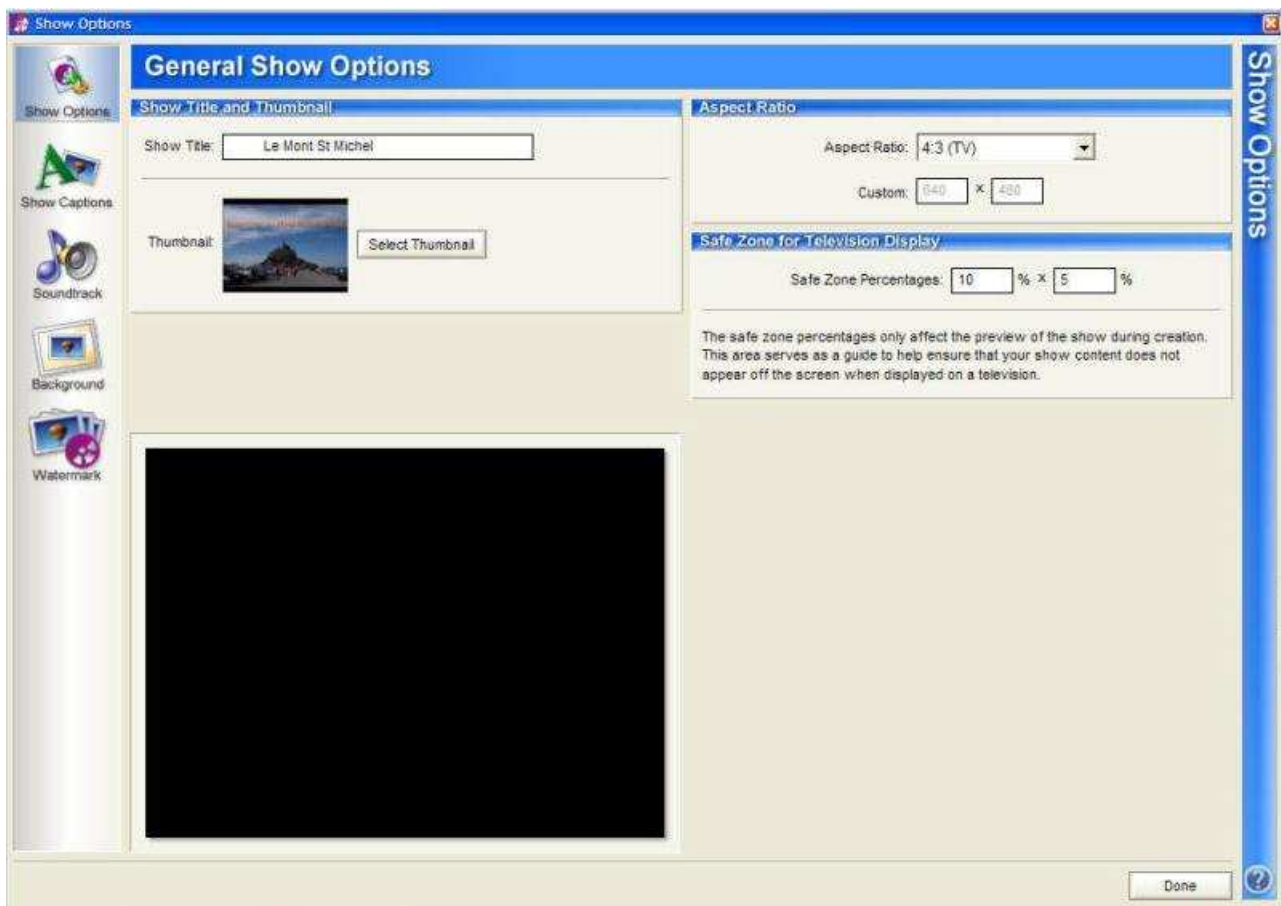 Show Options
Show Options
Show Captions
Soundtrack
Background
Watermark
General Show Options
Show Title and Thumbnail
Show Title: Le Mont St Michel
Thumbnail: Select Thumbnail
Aspect Ratio
Aspect Ratio: 4:3 (TV)
Custom: 640 x 480
Safe Zone for Television Display
Safe Zone Percentages: 10 % x 5 %
The safe zone percentages only affect the preview of the show during creation.
This area serves as a guide to help ensure that your show content does not
appear off the screen when displayed on a television.
Show Options
Done
?